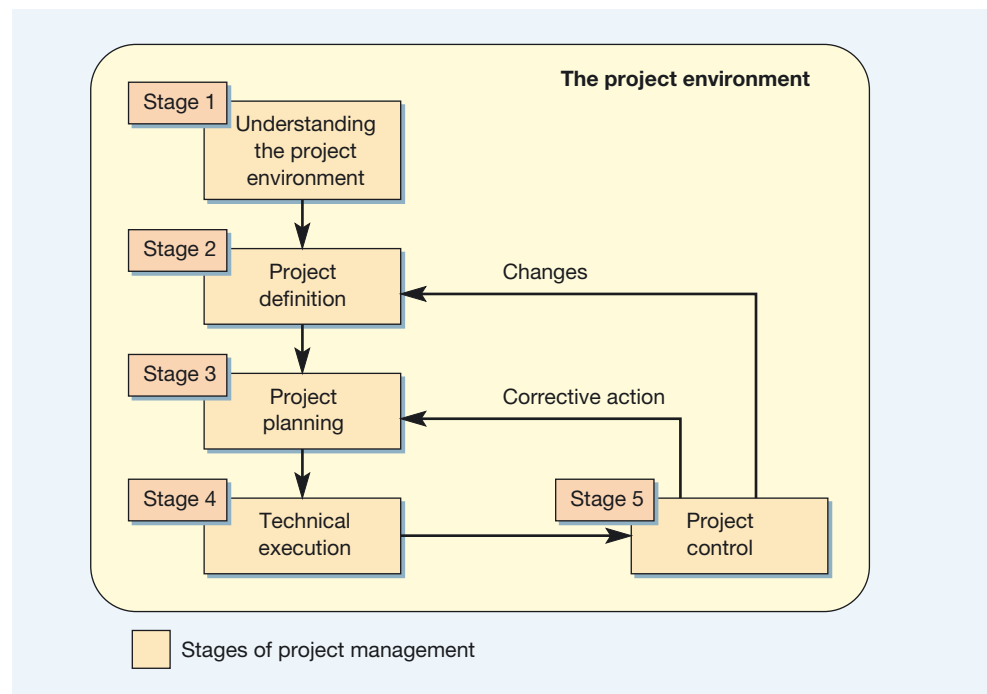 The project environment
Stage 1
Understanding
the project
environment
Stage 2
Project
definition
Changes
Stage 3
Project
planning
Corrective action
Stage 4
Technical
execution
Stage 5
Project
control
Stages of project management